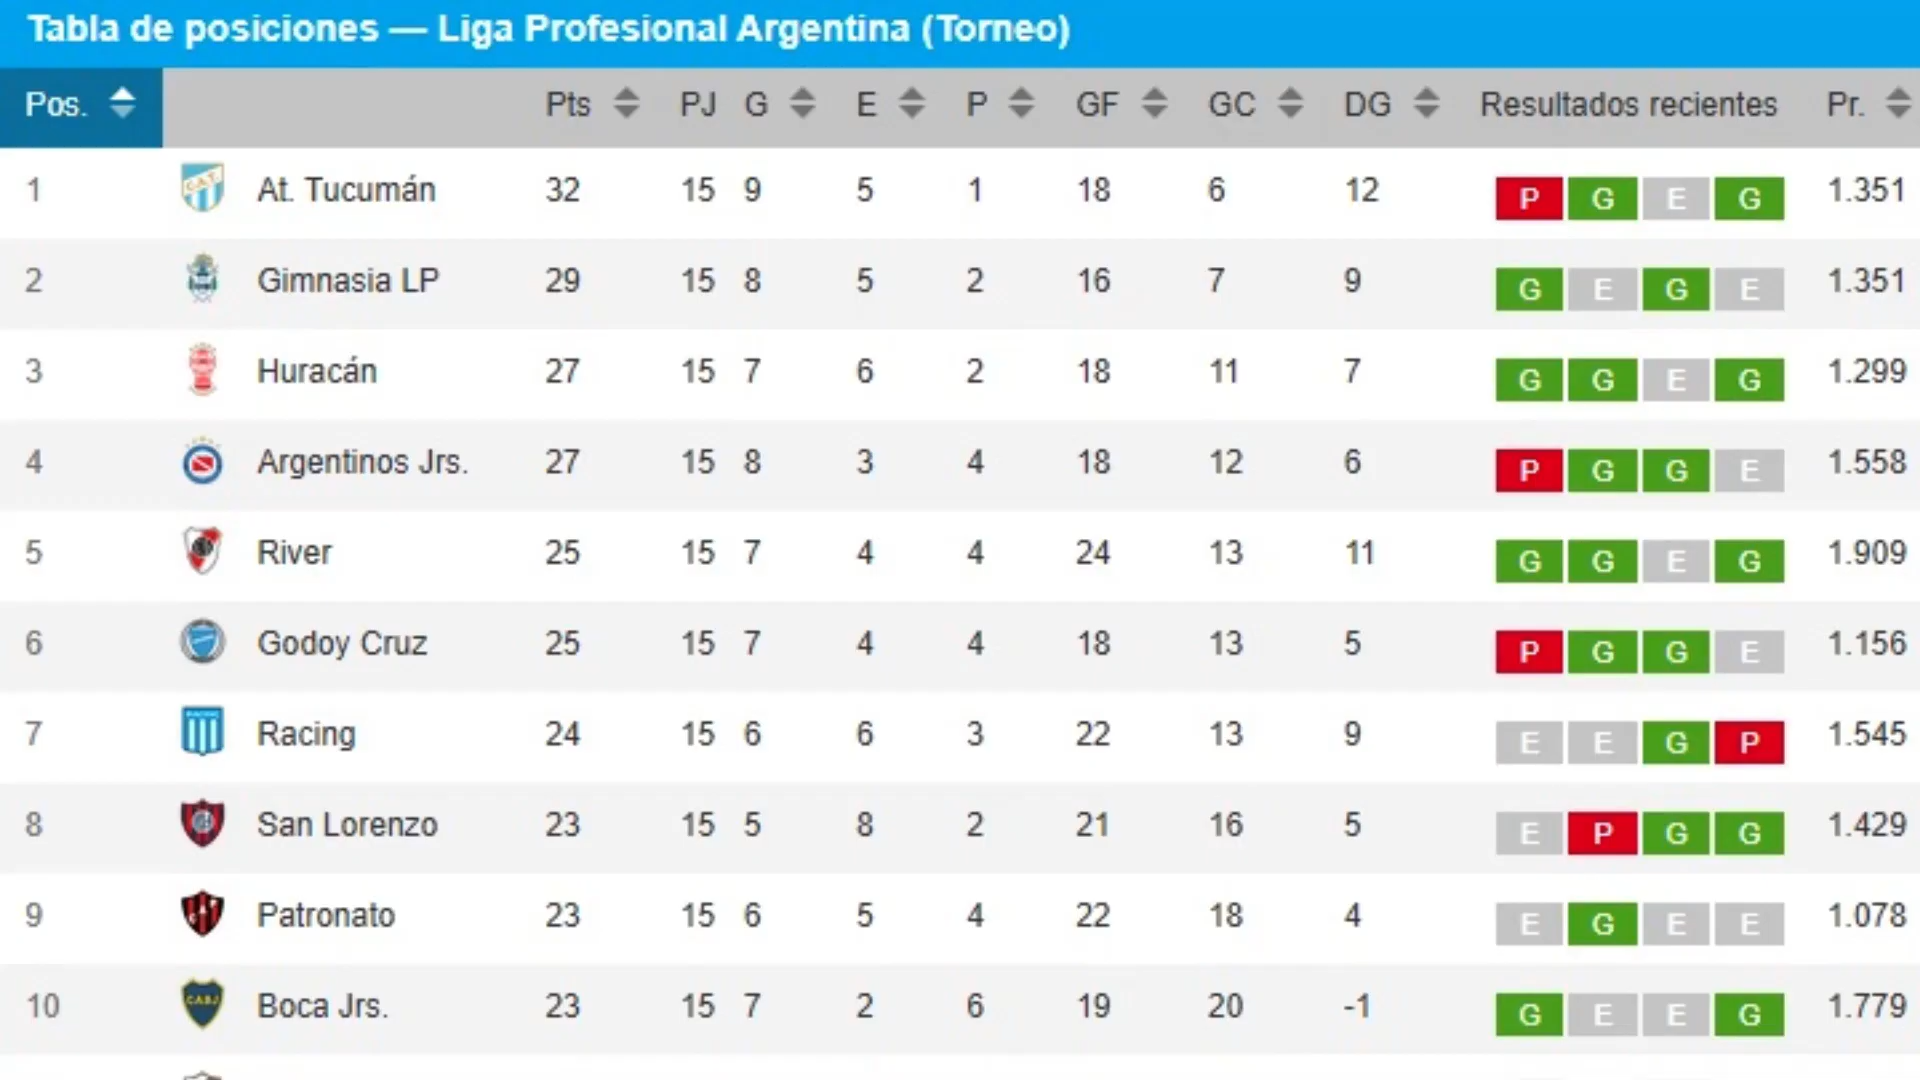 Tabla de posiciones — Liga Profesional Argentina (Torneo)
Pos. Pts PJ G E P GF GC DG Resultados recientes Pr.
1 At. Tucumán 32 15 9 5 1 18 6 12 P G E G 1.351
2 Gimnasia LP 29 15 8 5 2 16 7 9 G E G E 1.351
3 Huracán 27 15 7 6 2 18 11 7 G G E G 1.299
4 Argentinos Jrs. 27 15 8 3 4 18 12 6 P G G E 1.558
5 River 25 15 7 4 4 24 13 11 G G E G 1.909
6 Godoy Cruz 25 15 7 4 4 18 13 5 P G G E 1.156
7 Racing 24 15 6 6 3 22 13 9 E E G P 1.545
8 San Lorenzo 23 15 5 8 2 21 16 5 E P G G 1.429
9 Patronato 23 15 6 5 4 22 18 4 E G E E 1.078
10 Boca Jrs. 23 15 7 2 6 19 20 -1 G E E G 1.779